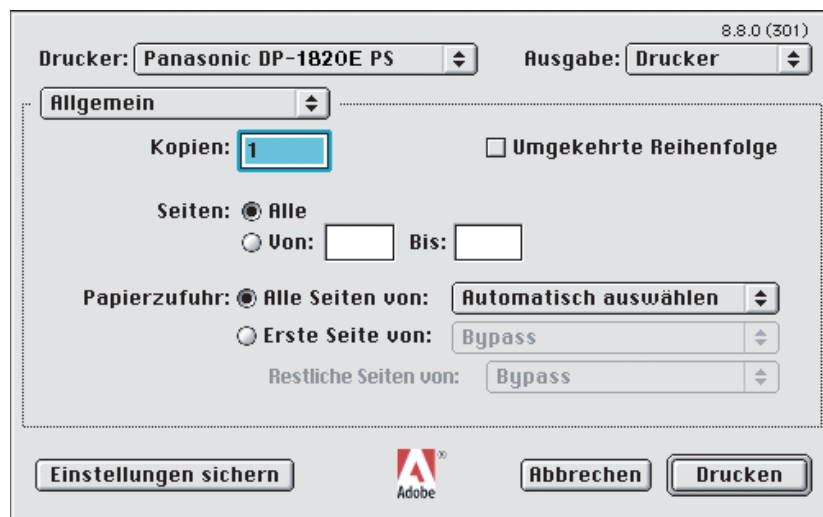 8.8.0 (301)
Drucker: Panasonic DP-1820E PS Ausgabe: Drucker
Allgemein
Kopien: 1 Umgekehrte Reihenfolge
Seiten: Alle
Von: Bis:
Papierzufuhr: Alle Seiten von: Automatisch auswählen
Erste Seite von: Bypass
Restliche Seiten von: Bypass
Einstellungen sichern Adobe® Abbrechen Drucken